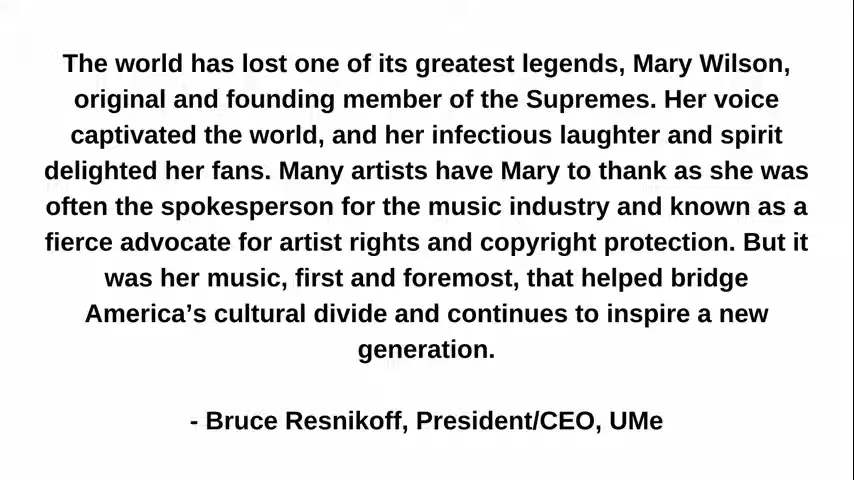 The world has lost one of its greatest legends, Mary Wilson,
original and founding member of the Supremes. Her voice
captivated the world, and her infectious laughter and spirit
delighted her fans. Many artists have Mary to thank as she was
often the spokesperson for the music industry and known as a
fierce advocate for artist rights and copyright protection. But it
was her music, first and foremost, that helped bridge
America’s cultural divide and continues to inspire a new
generation.
- Bruce Resnikoff, President/CEO, UMe